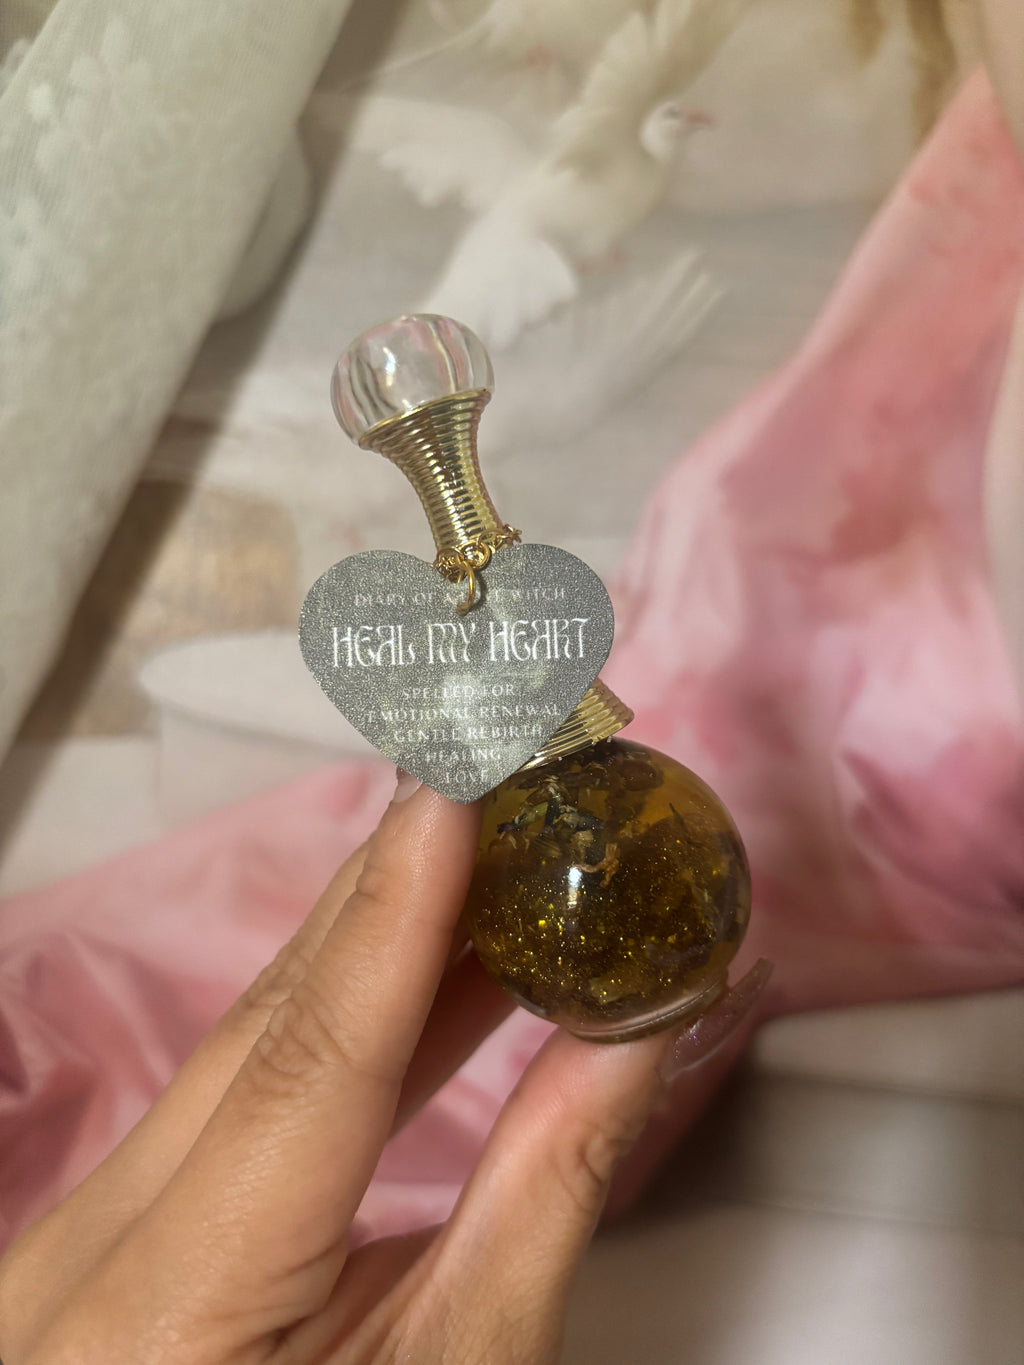 DIARY OF A WITCH
HEAL MY HEART
SPELLED FOR
EMOTIONAL RENEWAL
GENTLE REBIRTH
HEALING
LOVE